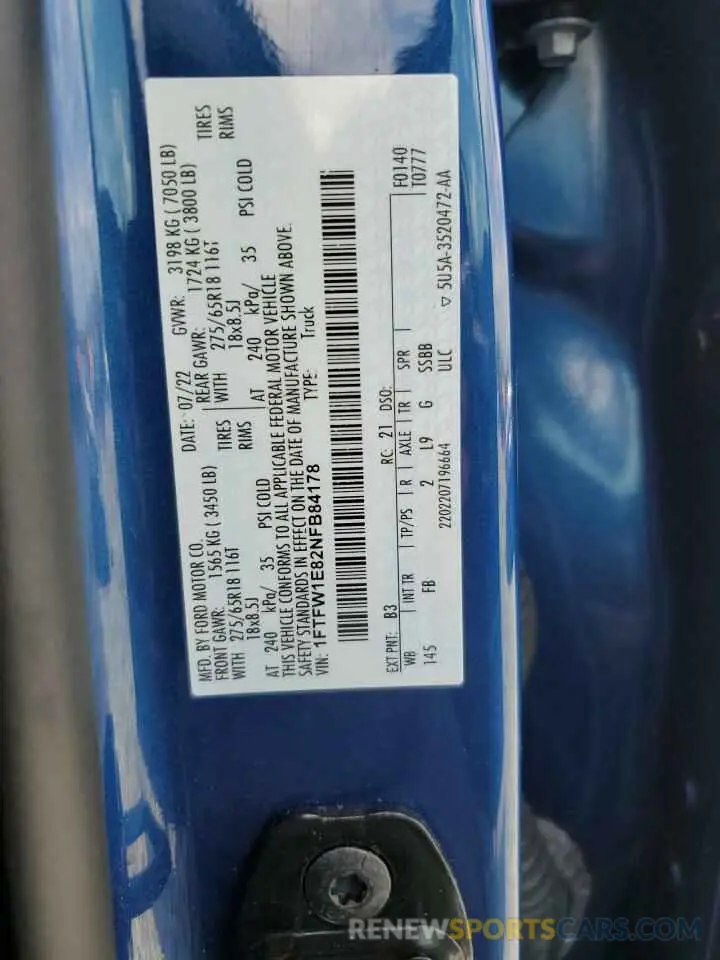 MFD. BY FORD MOTOR CO. DATE: 07/22 GVWR: 3198 KG ( 7050 LB)
FRONT GAWR: 1565 KG ( 3450 LB) REAR GAWR: 1724 KG ( 3800 LB)
WITH 275/65R18 116T TIRES WITH 275/65R18 116T TIRES
18x8.5J RIMS 18x8.5J RIMS
AT 240 kPa/ 35 PSI COLD AT 240 kPa/ 35 PSI COLD
THIS VEHICLE CONFORMS TO ALL APPLICABLE FEDERAL MOTOR VEHICLE
SAFETY STANDARDS IN EFFECT ON THE DATE OF MANUFACTURE SHOWN ABOVE.
VIN: 1FTFW1E82NFB84178 TYPE: Truck
EXT PNT: B3 RC: 21 DSO: F0140
WB INT TR TP/PS R AXLE TR SPR T0777
145 FB 2 L9 G SSBB
2202207196664 ULC ▽ 5U5A-3520472-AA
RENEWSPORTSCARS.COM